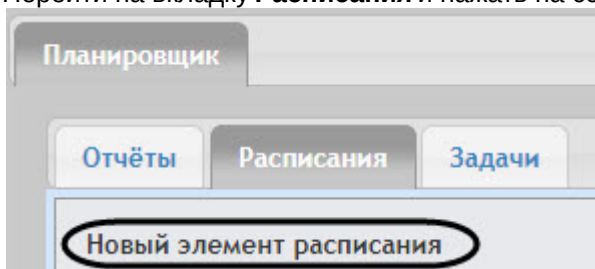 Перейти на вкладку Расписания и нажать на
Планировщик
Отчёты Расписания Задачи
Новый элемент расписания